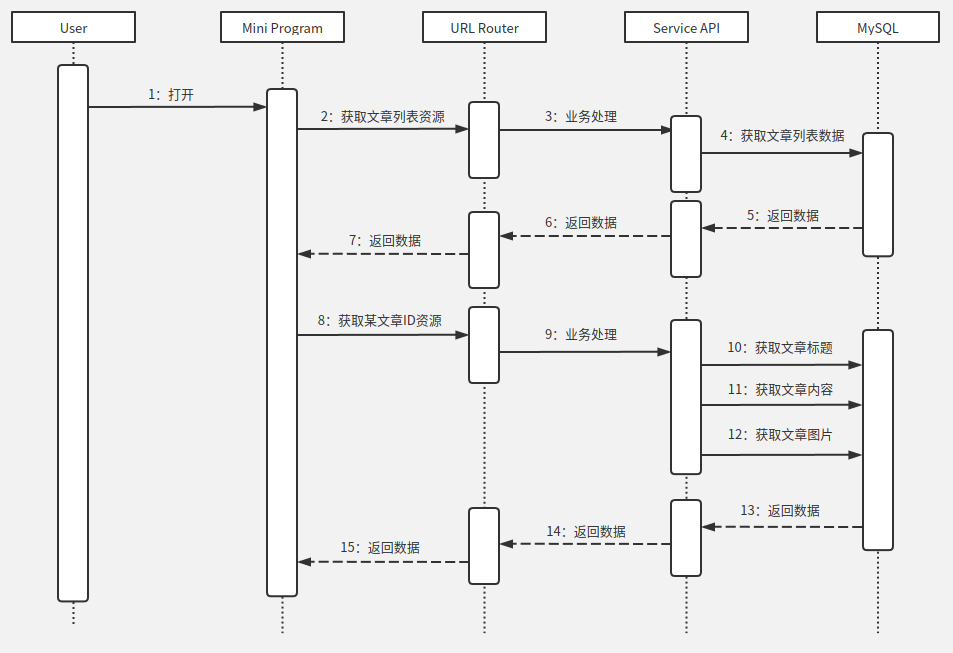 User
Mini Program
URL Router
Service API
MySQL
1：打开
2：获取文章列表资源
3：业务处理
4：获取文章列表数据
5：返回数据
6：返回数据
7：返回数据
8：获取某文章ID资源
9：业务处理
10：获取文章标题
11：获取文章内容
12：获取文章图片
13：返回数据
14：返回数据
15：返回数据